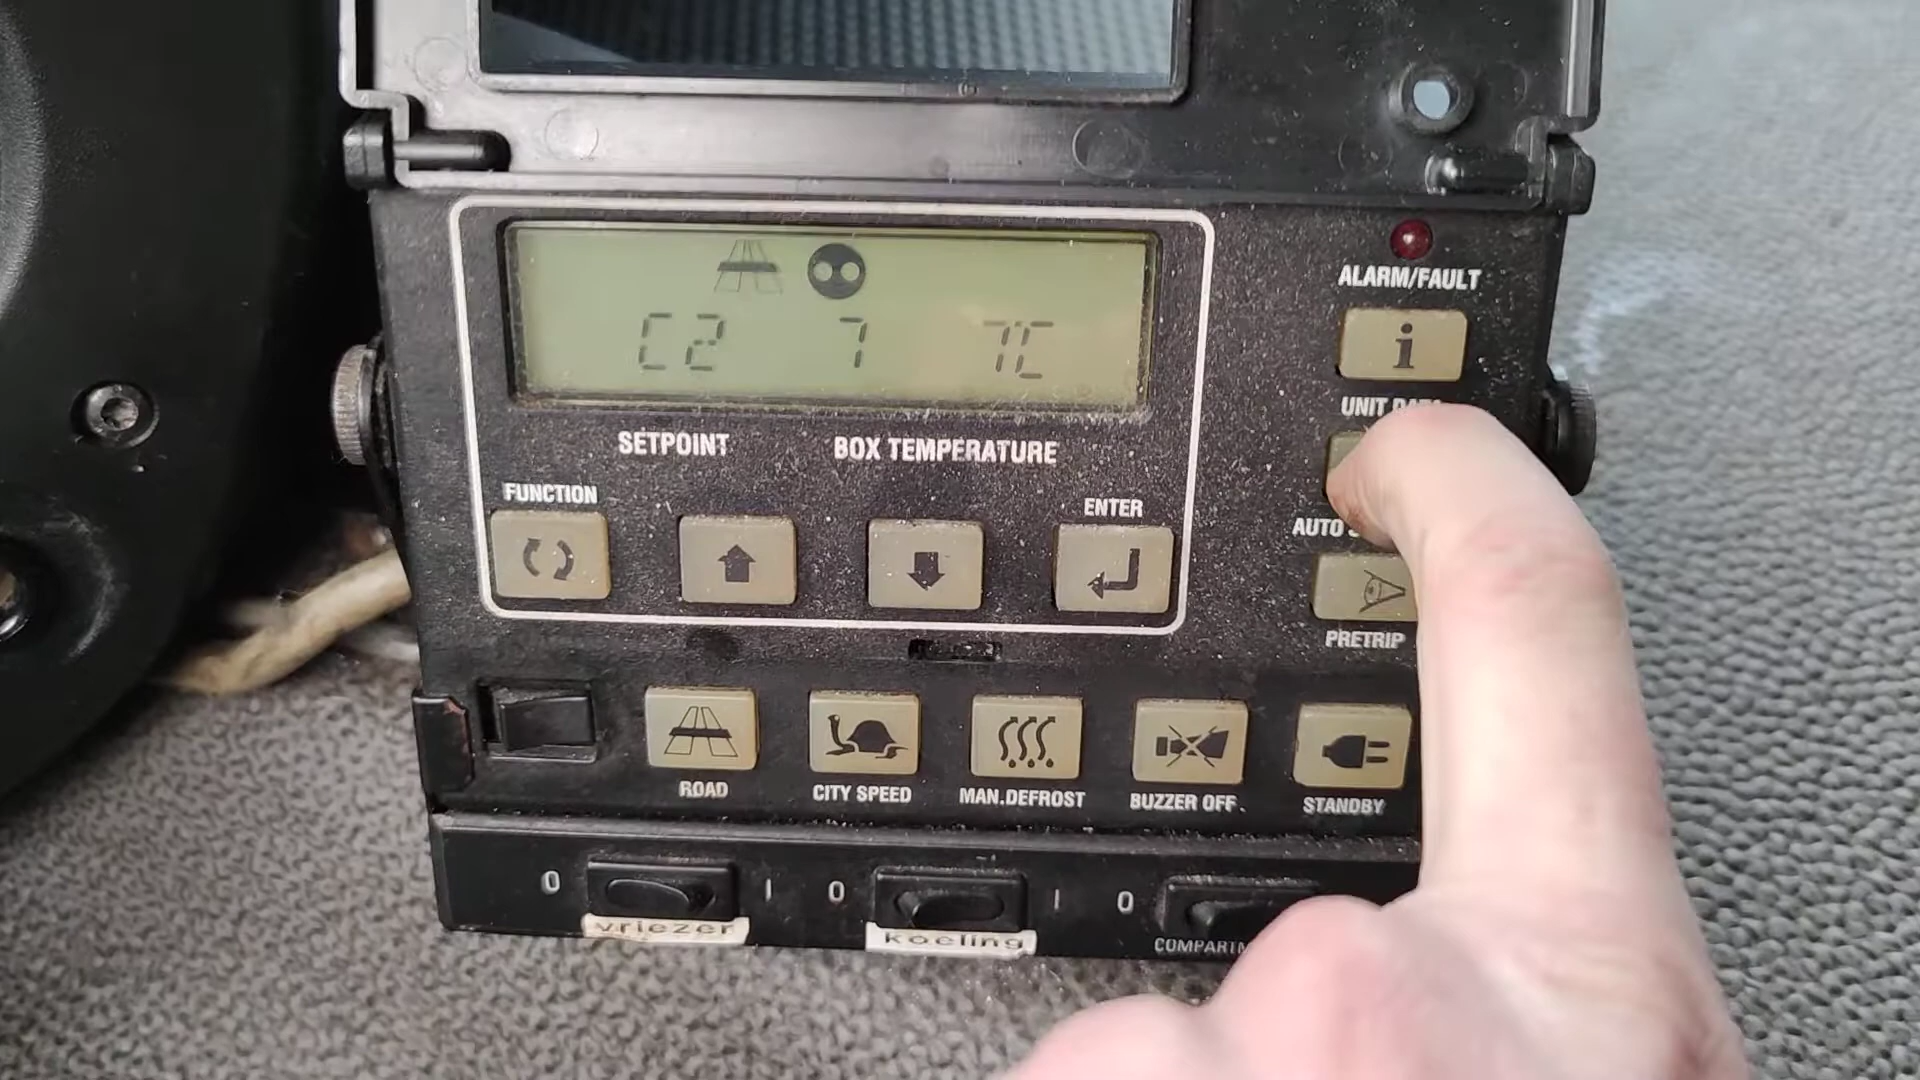 ALARM/FAULT
C2 7 7C
i
UNIT DATA
SETPOINT BOX TEMPERATURE
FUNCTION ENTER
AUTO
PRETRIP
ROAD CITY SPEED MAN.DEFROST BUZZER OFF. STANDBY
0 I 0 I 0
vriezer koeling